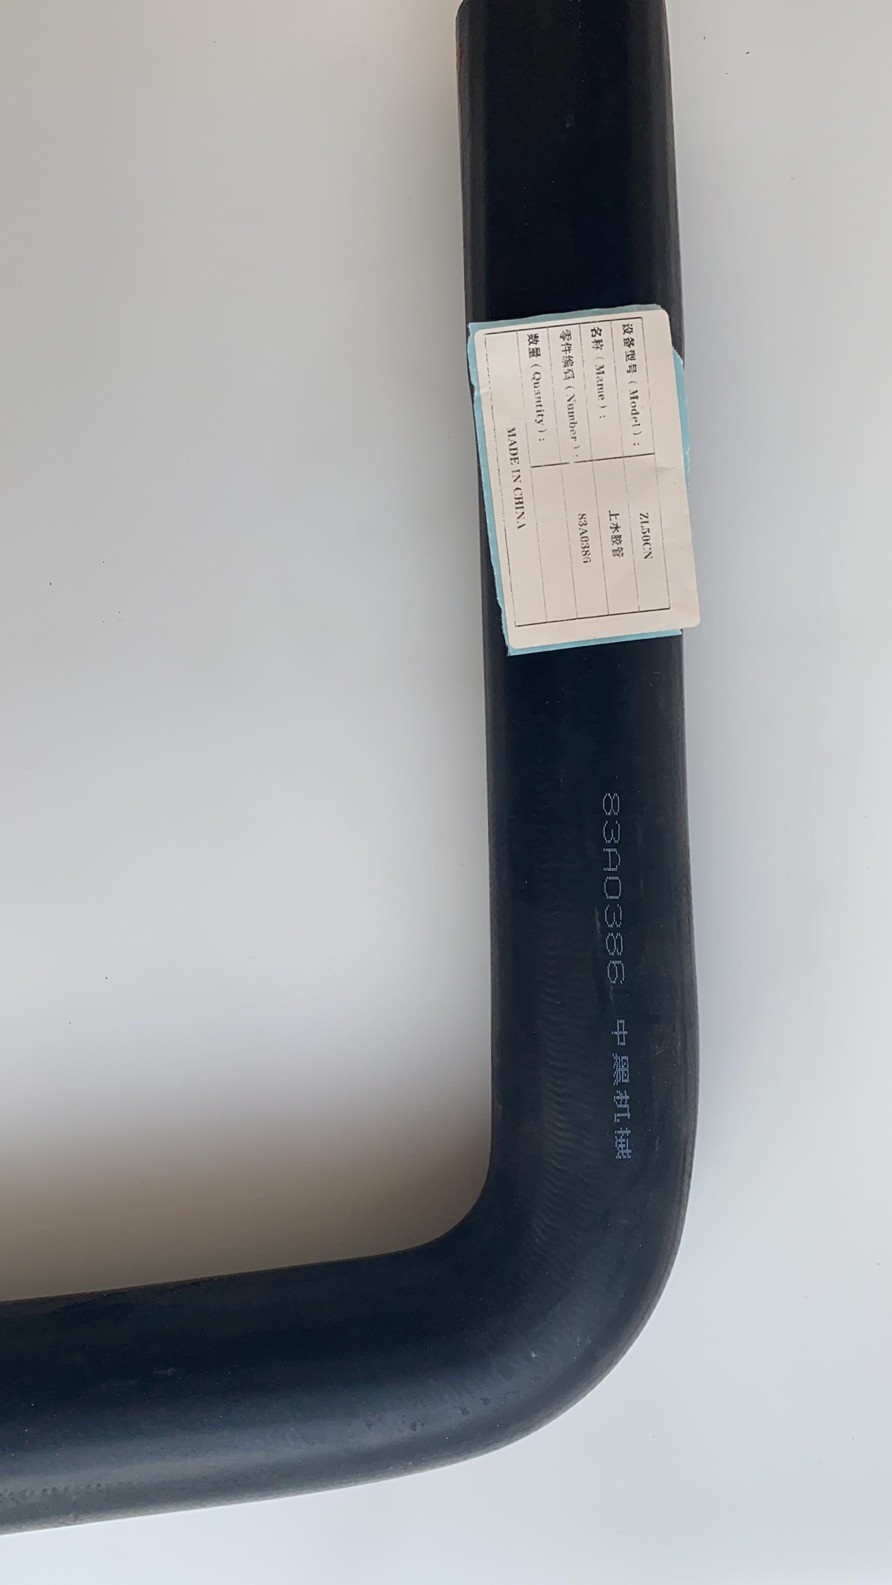 设备型号(Model): ZL50CN
名称(Mame): 上水胶管
零件编码(Number): 83A0386
数量(Quantity):
MADE IN CHINA
83A0386 中黑机械